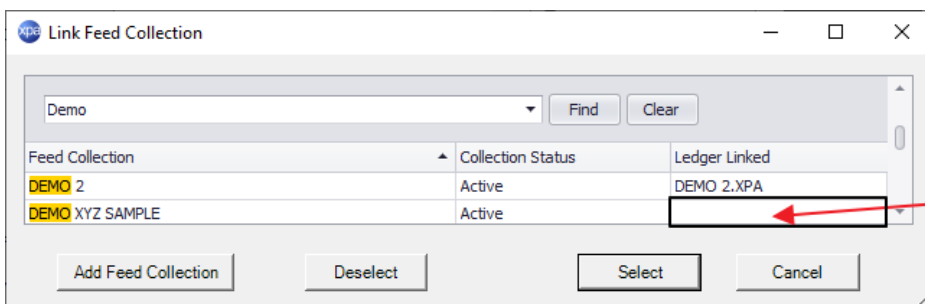 xpa Link Feed Collection
Demo Find Clear
Feed Collection Collection Status Ledger Linked
DEMO 2 Active DEMO 2.XPA
DEMO XYZ SAMPLE Active
Add Feed Collection Deselect Select Cancel